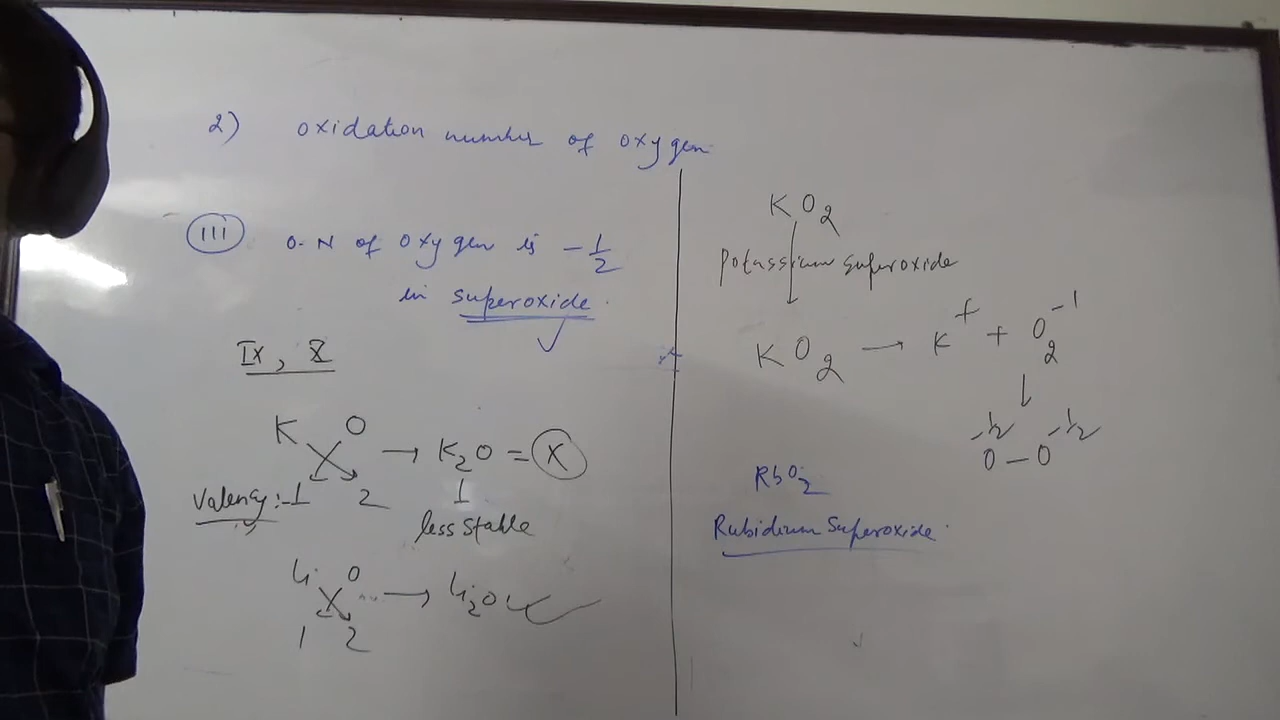 2) oxidation number of oxygen
III O.N of oxygen is -1/2
in superoxide.
IX, X
K O → K2O = X
Valency:- 1 2
less stable
Li O → Li2O
1 2
KO2
Potassium superoxide
KO2 → K+ + O2-1
-1/2 -1/2
O — O
RbO2
Rubidium Superoxide.